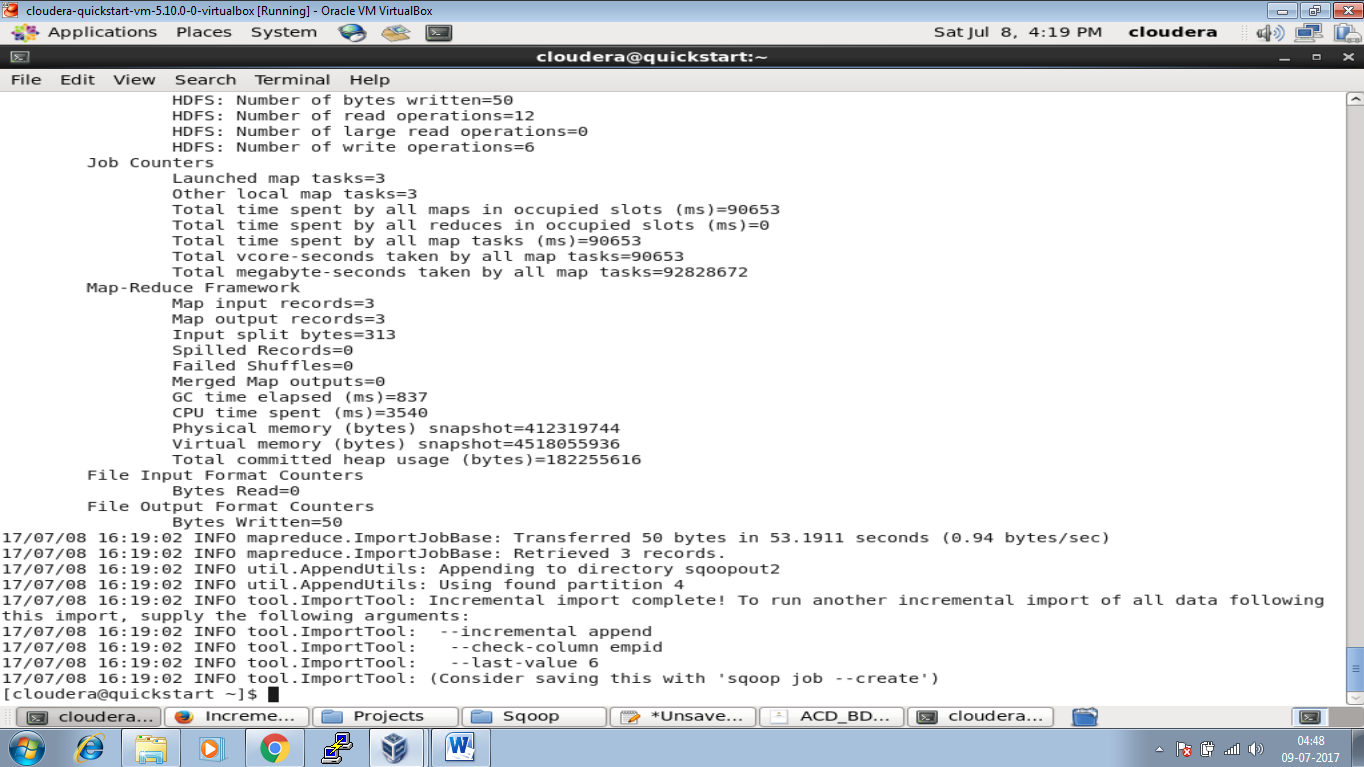 cloudera-quickstart-vm-5.10.0-0-virtualbox [Running] - Oracle VM VirtualBox
Applications Places System Sat Jul 8, 4:19 PM cloudera
cloudera@quickstart:~
File Edit View Search Terminal Help
HDFS: Number of bytes written=50
HDFS: Number of read operations=12
HDFS: Number of large read operations=0
HDFS: Number of write operations=6
Job Counters
Launched map tasks=3
Other local map tasks=3
Total time spent by all maps in occupied slots (ms)=90653
Total time spent by all reduces in occupied slots (ms)=0
Total time spent by all map tasks (ms)=90653
Total vcore-seconds taken by all map tasks=90653
Total megabyte-seconds taken by all map tasks=92828672
Map-Reduce Framework
Map input records=3
Map output records=3
Input split bytes=313
Spilled Records=0
Failed Shuffles=0
Merged Map outputs=0
GC time elapsed (ms)=837
CPU time spent (ms)=3540
Physical memory (bytes) snapshot=412319744
Virtual memory (bytes) snapshot=4518055936
Total committed heap usage (bytes)=182255616
File Input Format Counters
Bytes Read=0
File Output Format Counters
Bytes Written=50
17/07/08 16:19:02 INFO mapreduce.ImportJobBase: Transferred 50 bytes in 53.1911 seconds (0.94 bytes/sec)
17/07/08 16:19:02 INFO mapreduce.ImportJobBase: Retrieved 3 records.
17/07/08 16:19:02 INFO util.AppendUtils: Appending to directory sqoopout2
17/07/08 16:19:02 INFO util.AppendUtils: Using found partition 4
17/07/08 16:19:02 INFO tool.ImportTool: Incremental import complete! To run another incremental import of all data following
this import, supply the following arguments:
17/07/08 16:19:02 INFO tool.ImportTool:  --incremental append
17/07/08 16:19:02 INFO tool.ImportTool:   --check-column empid
17/07/08 16:19:02 INFO tool.ImportTool:   --last-value 6
17/07/08 16:19:02 INFO tool.ImportTool: (Consider saving this with 'sqoop job --create')
[cloudera@quickstart ~]$
cloudera... Increme... Projects Sqoop *Unsave... ACD_BD... cloudera...
04:48
09-07-2017